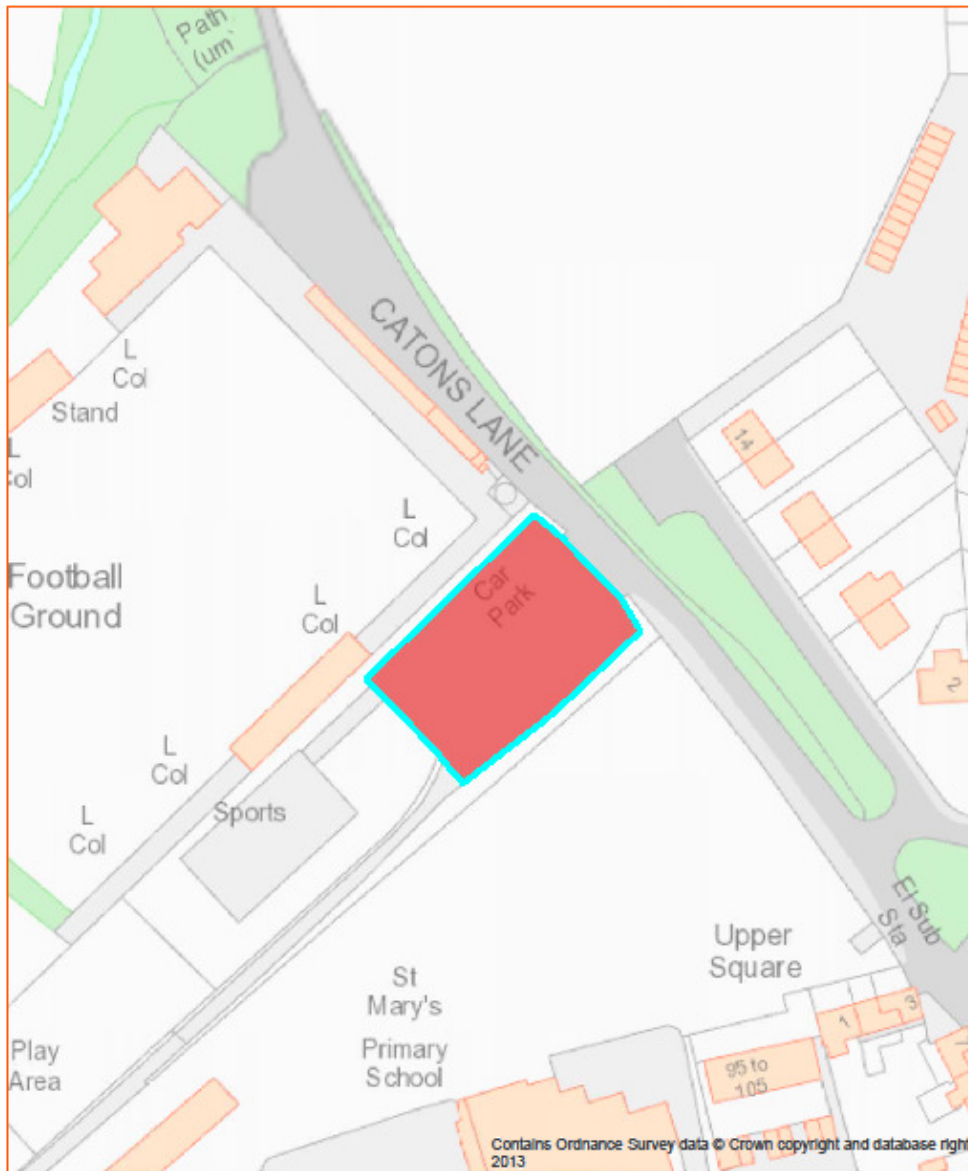 Path
(um
CATONS LANE
L
Col
Stand
L
Col
L
Col
14
Football
Ground
L
Col
Car
Park
2
L
Col
Sports
L
Col
El Sub
Sta
Upper
Square
St
Mary's
3
1
Play
Area
Primary
School
95 to
105
Contains Ordnance Survey data © Crown copyright and database right
2013